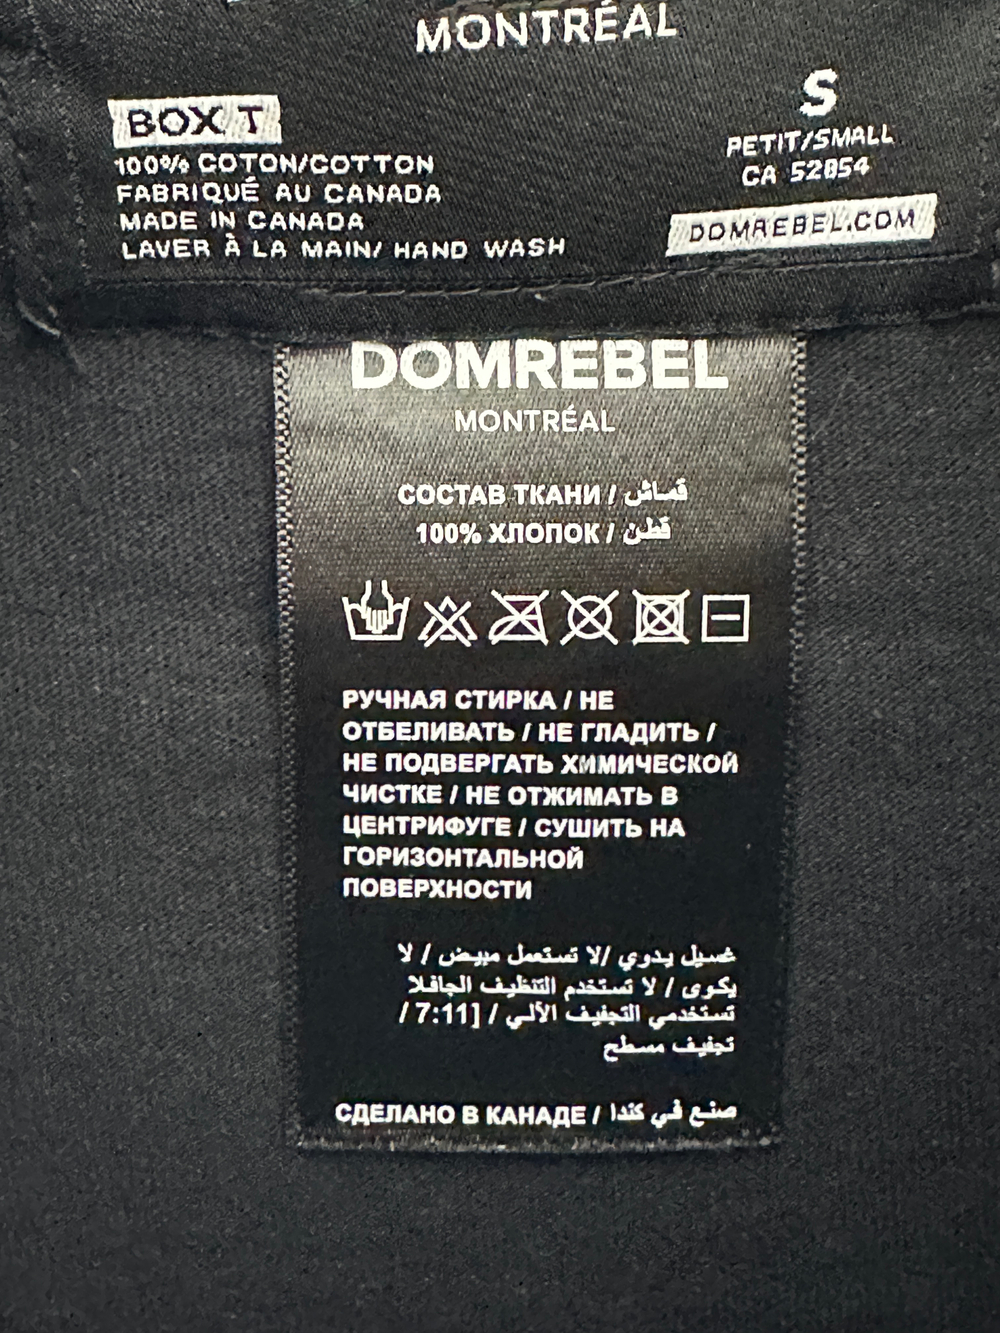 MONTRÉAL
BOX T
100% COTON/COTTON
FABRIQUÉ AU CANADA
MADE IN CANADA
LAVER À LA MAIN/ HAND WASH
S
PETIT/SMALL
CA 52854
DOMREBEL.COM
DOMREBEL
MONTRÉAL
СОСТАВ ТКАНИ / قماش
100% ХЛОПОК / قطن
РУЧНАЯ СТИРКА / НЕ
ОТБЕЛИВАТЬ / НЕ ГЛАДИТЬ /
НЕ ПОДВЕРГАТЬ ХИМИЧЕСКОЙ
ЧИСТКЕ / НЕ ОТЖИМАТЬ В
ЦЕНТРИФУГЕ / СУШИТЬ НА
ГОРИЗОНТАЛЬНОЙ
ПОВЕРХНОСТИ
غسيل يدوي /لا تستعمل مبيض / لا
يكوى / لا تستخدم التنظيف الجافلا
تستخدمي التجفيف الآلي / [7:11 /
تجفيف مسطح
СДЕЛАНО В КАНАДЕ / صنع في كندا